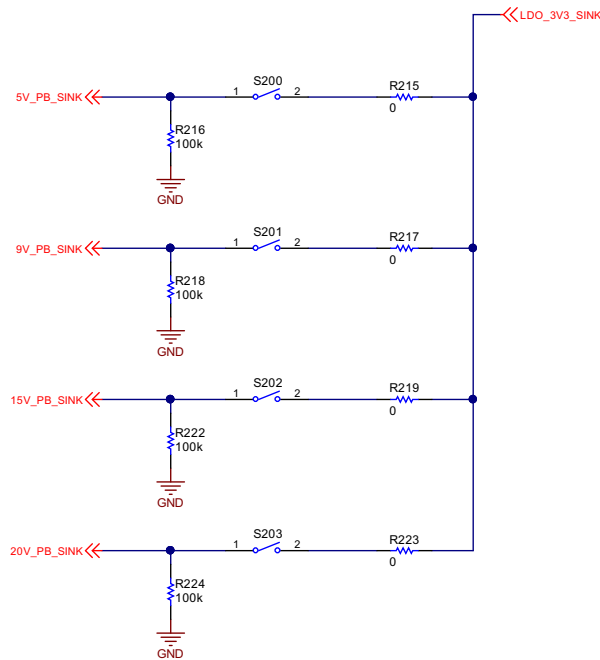 LDO_3V3_SINK
S200
R215
5V_PB_SINK
1
2
0
R216
100k
GND
S201
R217
9V_PB_SINK
1
2
0
R218
100k
GND
S202
R219
15V_PB_SINK
1
2
0
R222
100k
GND
S203
R223
20V_PB_SINK
1
2
0
R224
100k
GND